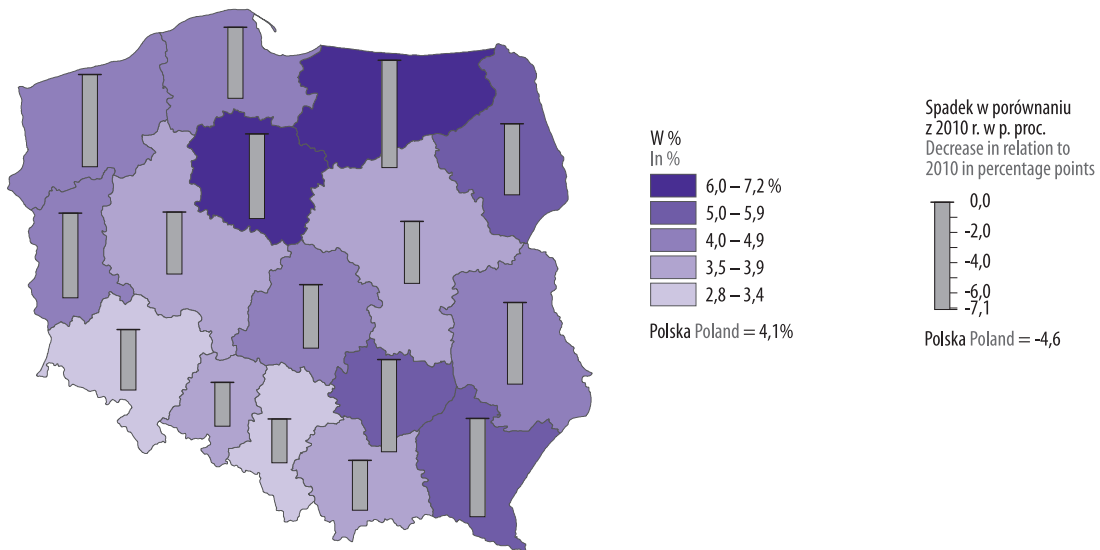 W %
In %
6,0 – 7,2 %
5,0 – 5,9
4,0 – 4,9
3,5 – 3,9
2,8 – 3,4
Polska Poland = 4,1%
Spadek w porównaniu
z 2010 r. w p. proc.
Decrease in relation to
2010 in percentage points
0,0
-2,0
-4,0
-6,0
-7,1
Polska Poland = -4,6